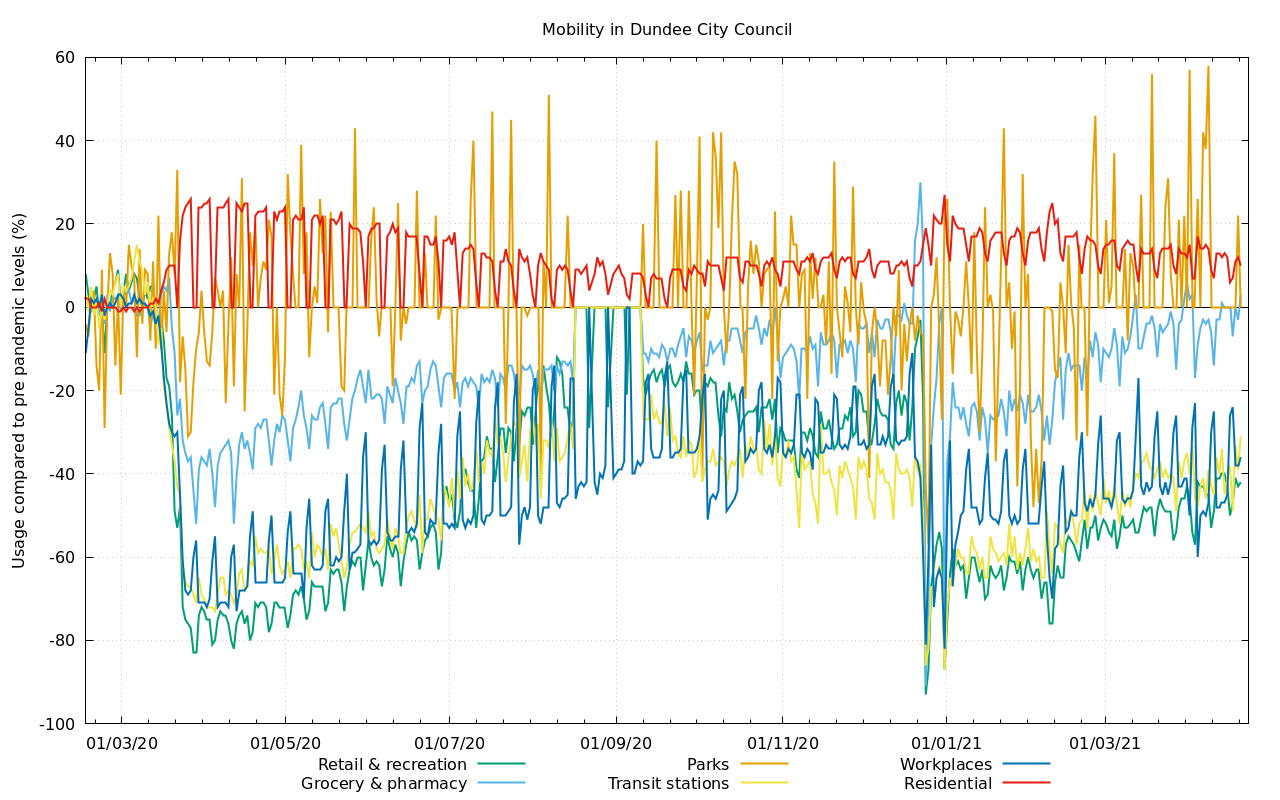 Mobility in Dundee City Council
Usage compared to pre pandemic levels (%)
60
40
20
0
-20
-40
-60
-80
-100
01/03/20 01/05/20 01/07/20 01/09/20 01/11/20 01/01/21 01/03/21
Retail & recreation Parks Workplaces
Grocery & pharmacy Transit stations Residential